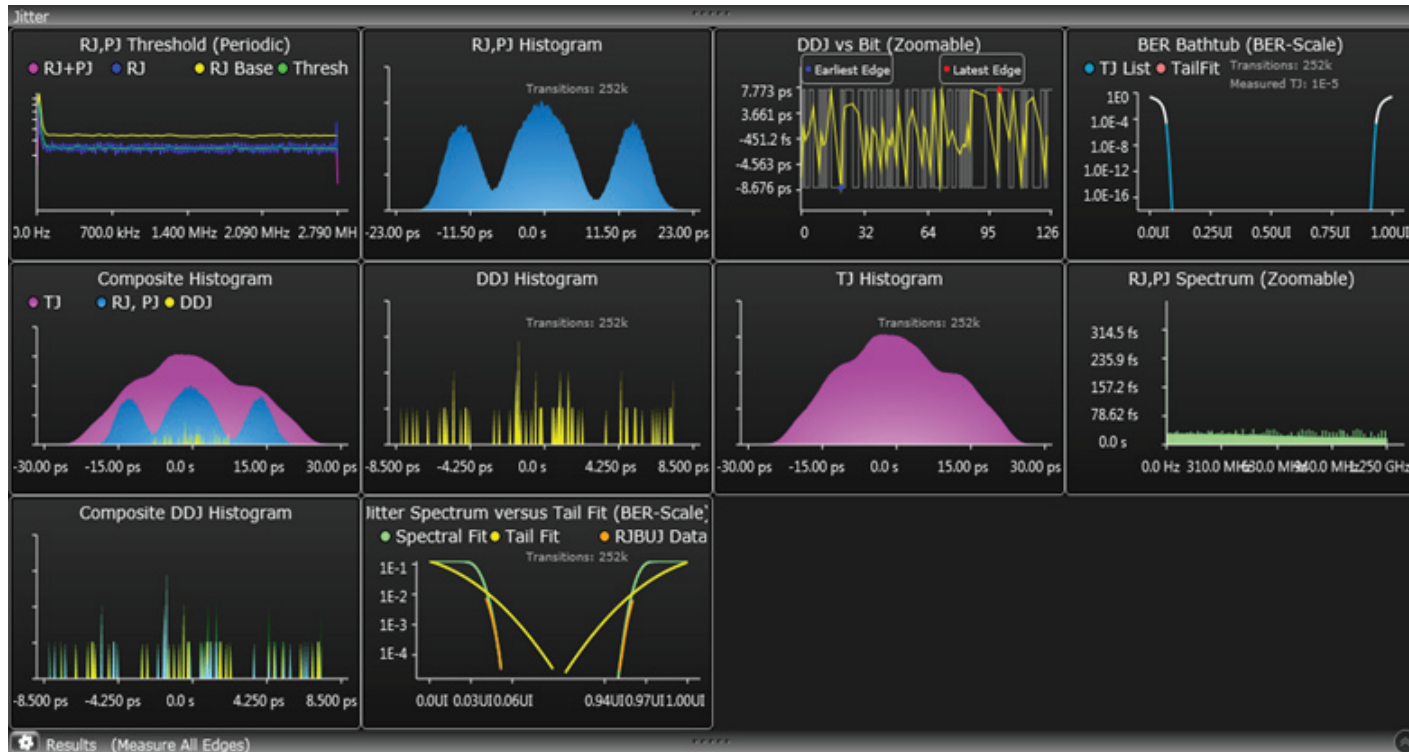 Jitter
RJ,PJ Threshold (Periodic)
RJ+PJ RJ RJ Base Thresh
0.0 Hz 700.0 kHz 1.400 MHz 2.090 MHz 2.790 MH
RJ,PJ Histogram
Transitions: 252k
-23.00 ps -11.50 ps 0.0 s 11.50 ps 23.00 ps
DDJ vs Bit (Zoomable)
Earliest Edge Latest Edge
7.773 ps
3.661 ps
-451.2 fs
-4.563 ps
-8.676 ps
0 32 64 95 126
BER Bathtub (BER-Scale)
TJ List TailFit Transitions: 252k
Measured TJ: 1E-5
1E0
1.0E-4
1.0E-8
1.0E-12
1.0E-16
0.0UI 0.25UI 0.50UI 0.75UI 1.00UI
Composite Histogram
TJ RJ, PJ DDJ
-30.00 ps -15.00 ps 0.0 s 15.00 ps 30.00 ps
DDJ Histogram
Transitions: 252k
-8.500 ps -4.250 ps 0.0 s 4.250 ps 8.500 ps
TJ Histogram
Transitions: 252k
-30.00 ps -15.00 ps 0.0 s 15.00 ps 30.00 ps
RJ,PJ Spectrum (Zoomable)
314.5 fs
235.9 fs
157.2 fs
78.62 fs
0.0 s
0.0 Hz 310.0 MHz 630.0 MHz 940.0 MHz 1.250 GHz
Composite DDJ Histogram
-8.500 ps -4.250 ps 0.0 s 4.250 ps 8.500 ps
Jitter Spectrum versus Tail Fit (BER-Scale)
Spectral Fit Tail Fit RJBUJ Data
Transitions: 252k
1E-1
1E-2
1E-3
1E-4
0.0UI 0.03UI 0.06UI 0.94UI 0.97UI 1.00UI
Results (Measure All Edges)